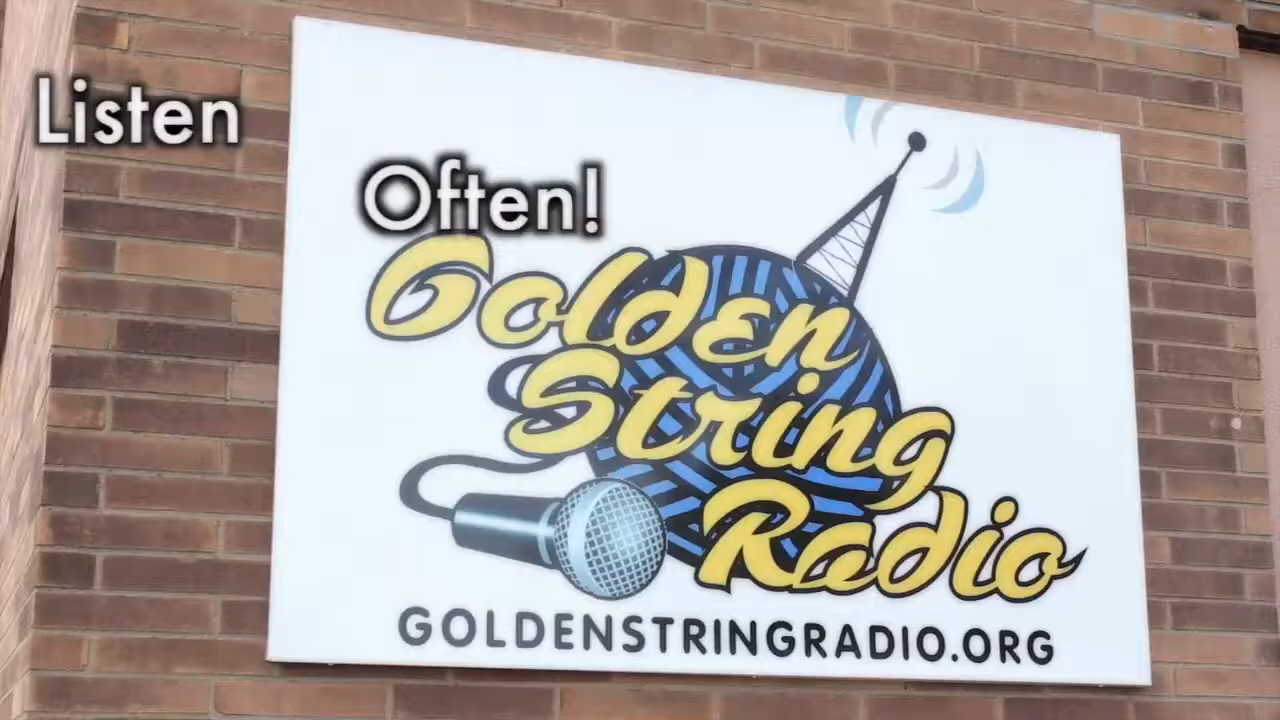 Listen
Often!
Golden
String
Radio
GOLDENSTRINGRADIO.ORG